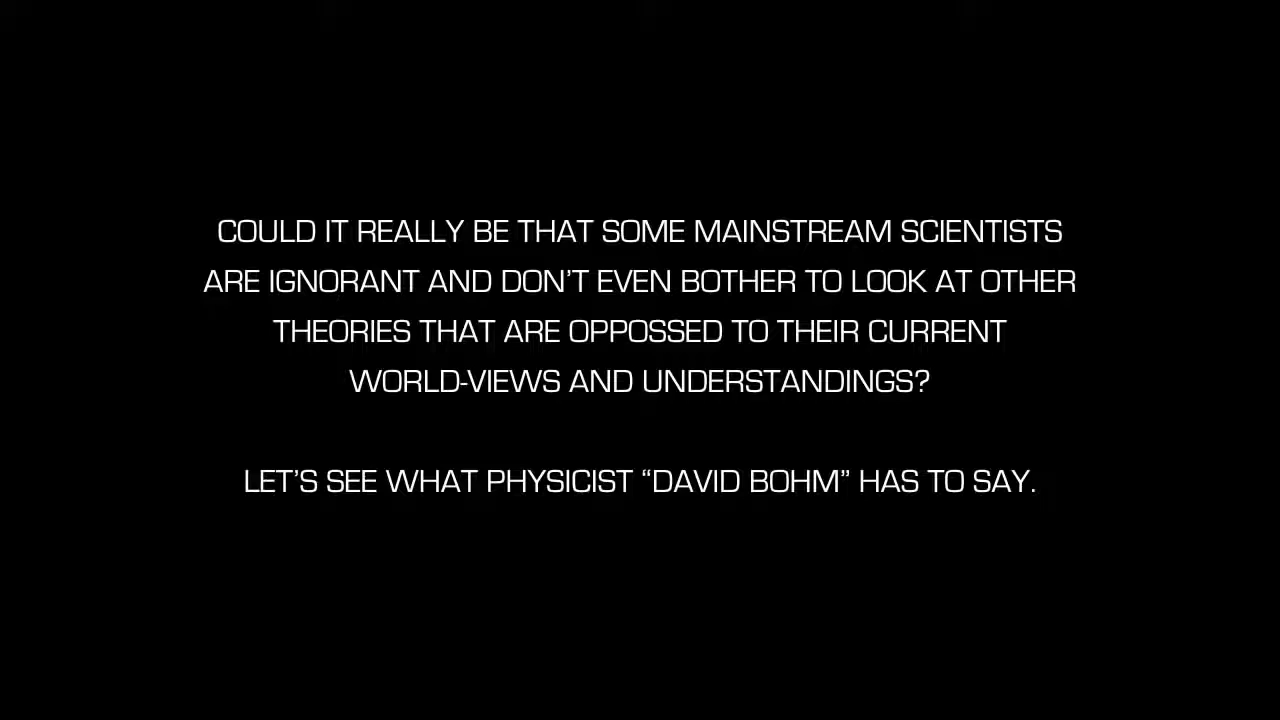 COULD IT REALLY BE THAT SOME MAINSTREAM SCIENTISTS
ARE IGNORANT AND DON’T EVEN BOTHER TO LOOK AT OTHER
THEORIES THAT ARE OPPOSSED TO THEIR CURRENT
WORLD-VIEWS AND UNDERSTANDINGS?
LET’S SEE WHAT PHYSICIST “DAVID BOHM” HAS TO SAY.